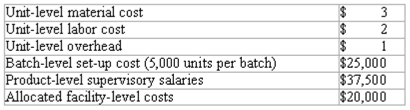 Unit-level material cost $ 3
Unit-level labor cost $ 2
Unit-level overhead $ 1
Batch-level set-up cost (5,000 units per batch) $25,000
Product-level supervisory salaries $37,500
Allocated facility-level costs $20,000